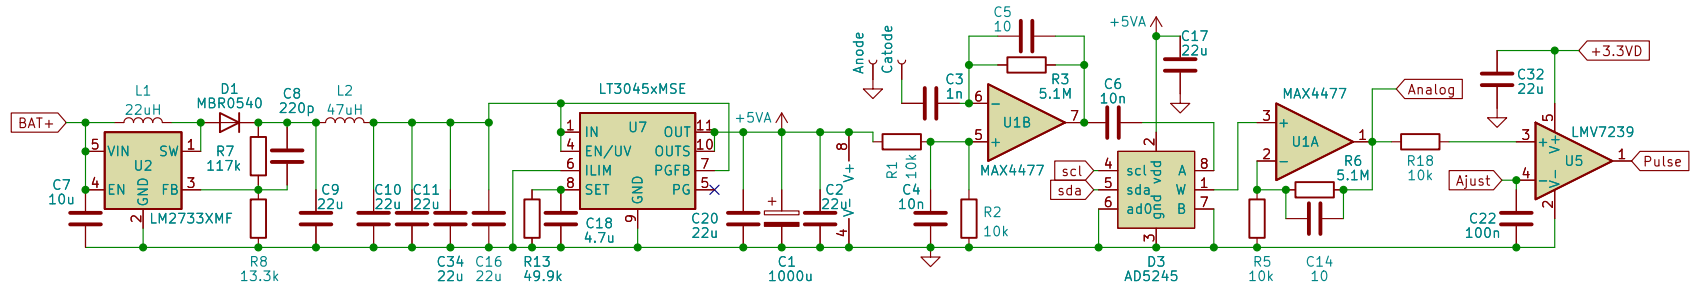 BAT+
C7
10u
L1
22uH
VIN
SW
U2
EN
GND
FB
5
4
1
3
2
LM2733XMF
D1
MBR0540
R7
117k
C8
220p
R8
13.3k
C9
22u
L2
47uH
C10
22u
C11
22u
C34
22u
C16
22u
R13
49.9k
C18
4.7u
LT3045xMSE
U7
IN
EN/UV
ILIM
SET
OUT
OUTS
PGFB
PG
GND
1
4
6
8
11
10
7
5
9
+5VA
C20
22u
+
C1
1000u
C2
22u
8
V+
V-
4
R1
10k
C4
10n
R2
10k
Anode
Catode
C3
1n
C5
10
R3
5.1M
6
5
7
-
+
U1B
MAX4477
C6
10n
+5VA
C17
22u
scl
sda
4
5
6
2
3
8
1
7
scl
sda
ad0
vdd
gnd
A
W
B
D3
AD5245
MAX4477
3
2
1
+
-
U1A
R5
10k
R6
5.1M
C14
10
Analog
R18
10k
Ajust
C22
100n
C32
22u
+3.3VD
LMV7239
U5
3
4
5
2
1
+
-
V+
V-
Pulse